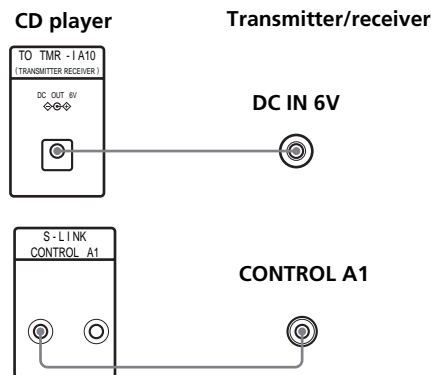 CD player
Transmitter/receiver
TO TMR - I A10
( TRANSMITTER RECEIVER )
DC OUT 6V
DC IN 6V
S - L I NK
CONTROL A1
CONTROL A1